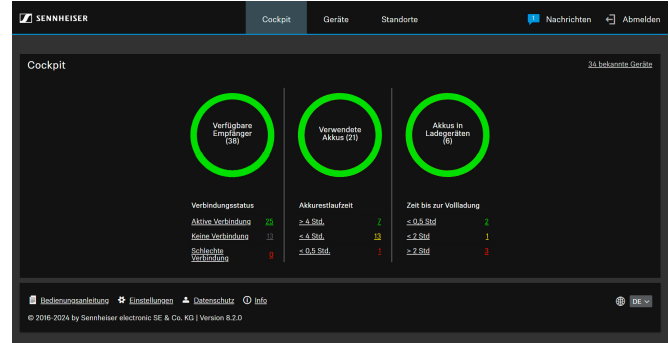 SENNHEISER
Cockpit
Geräte
Standorte
1
Nachrichten
Abmelden
Cockpit
34 bekannte Geräte
Verfügbare
Empfänger
(38)
Verwendete
Akkus (21)
Akkus in
Ladegeräten
(6)
Verbindungsstatus
Aktive Verbindung 25
Keine Verbindung 13
Schlechte
Verbindung 0
Akkurestlaufzeit
> 4 Std. 7
< 4 Std. 13
< 0,5 Std. 1
Zeit bis zur Vollladung
< 0,5 Std 2
< 2 Std 1
> 2 Std 3
Bedienungsanleitung Einstellungen Datenschutz Info
DE
© 2016-2024 by Sennheiser electronic SE & Co. KG | Version 8.2.0